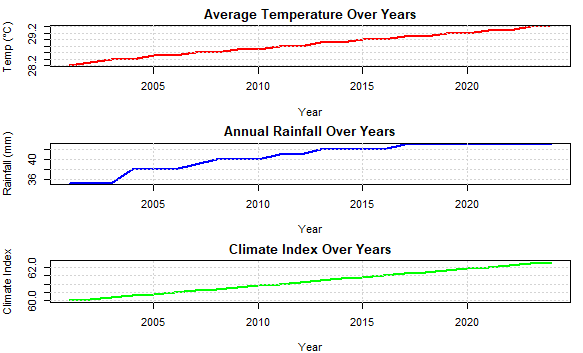 Average Temperature Over Years
Temp (°C)
29.2
28.2
2005 2010 2015 2020
Year
Annual Rainfall Over Years
Rainfall (mm)
40
36
2005 2010 2015 2020
Year
Climate Index Over Years
Climate Index
62.0
60.0
2005 2010 2015 2020
Year